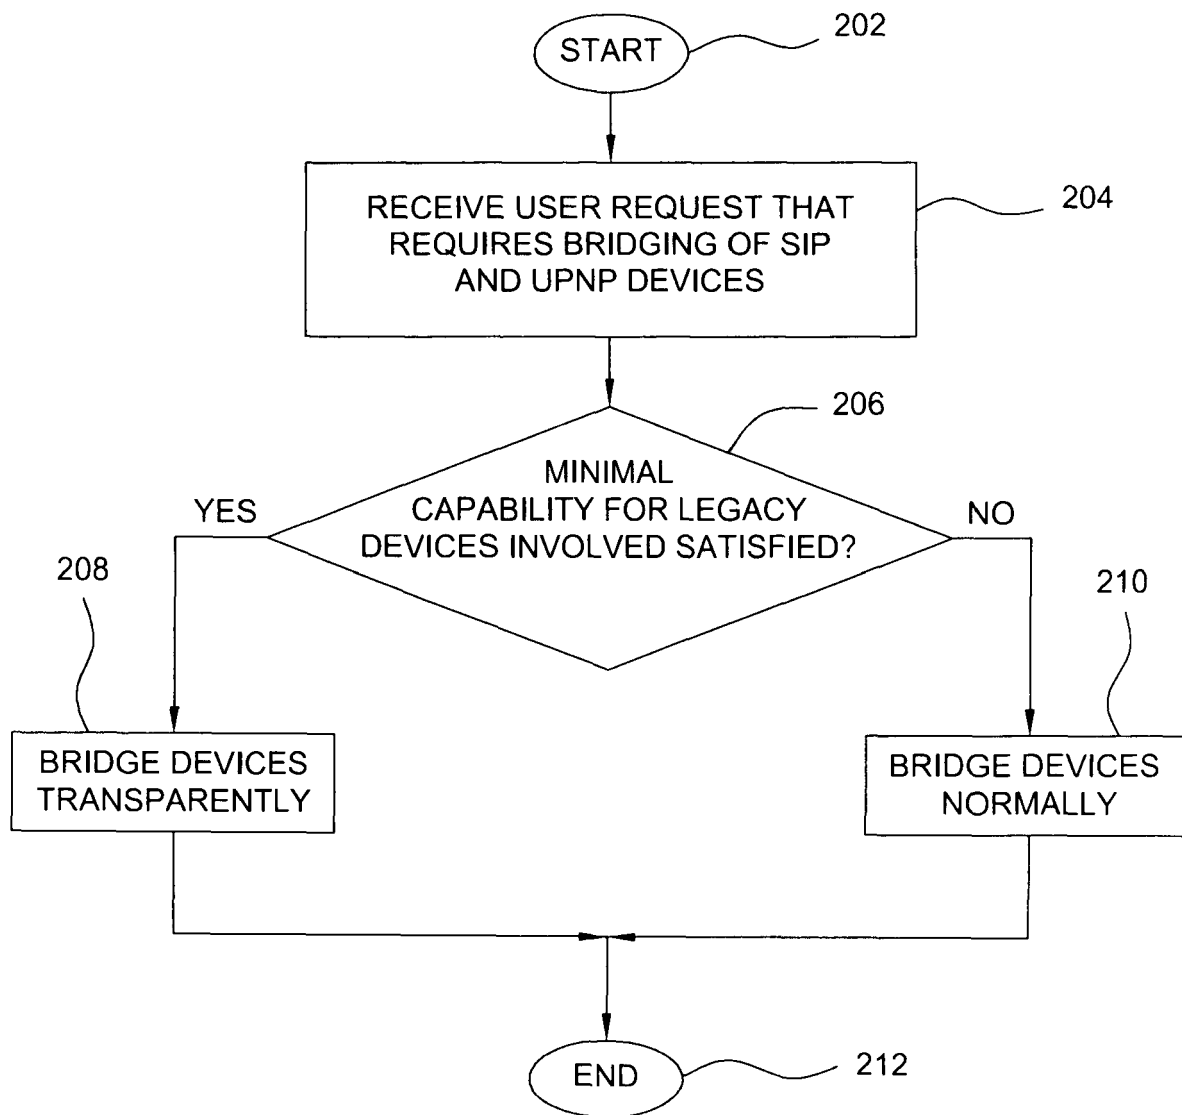 START
202
RECEIVE USER REQUEST THAT
REQUIRES BRIDGING OF SIP
AND UPNP DEVICES
204
206
MINIMAL
CAPABILITY FOR LEGACY
DEVICES INVOLVED SATISFIED?
YES
NO
208
210
BRIDGE DEVICES
TRANSPARENTLY
BRIDGE DEVICES
NORMALLY
END
212